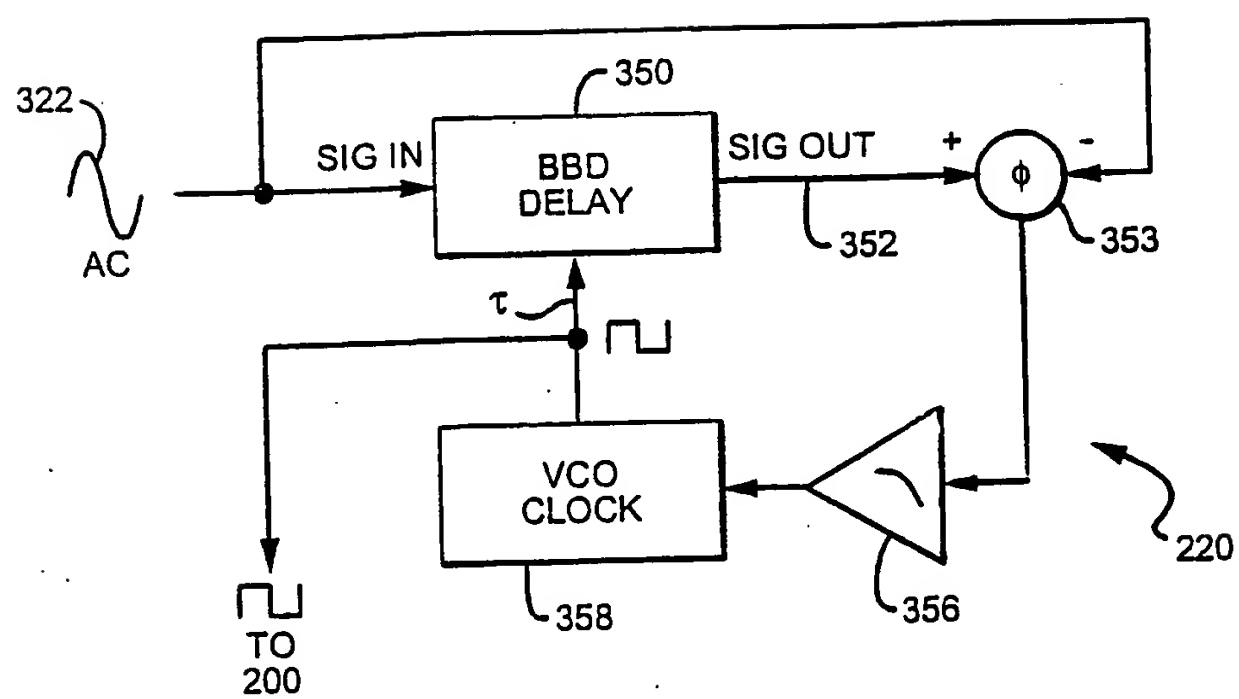 322
350
SIG IN
BBD
DELAY
SIG OUT
+
-
ϕ
352
353
AC
τ
VCO
CLOCK
358
356
220
TO
200